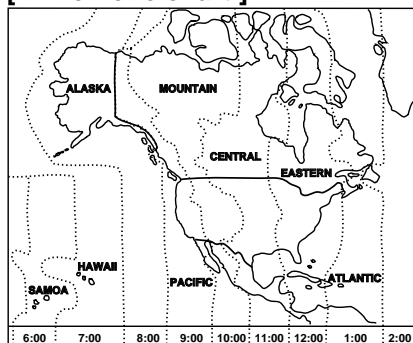 ALASKA MOUNTAIN
CENTRAL
EASTERN
HAWAII
SAMOA
PACIFIC
ATLANTIC
6:00 7:00 8:00 9:00 10:00 11:00 12:00 1:00 2:00